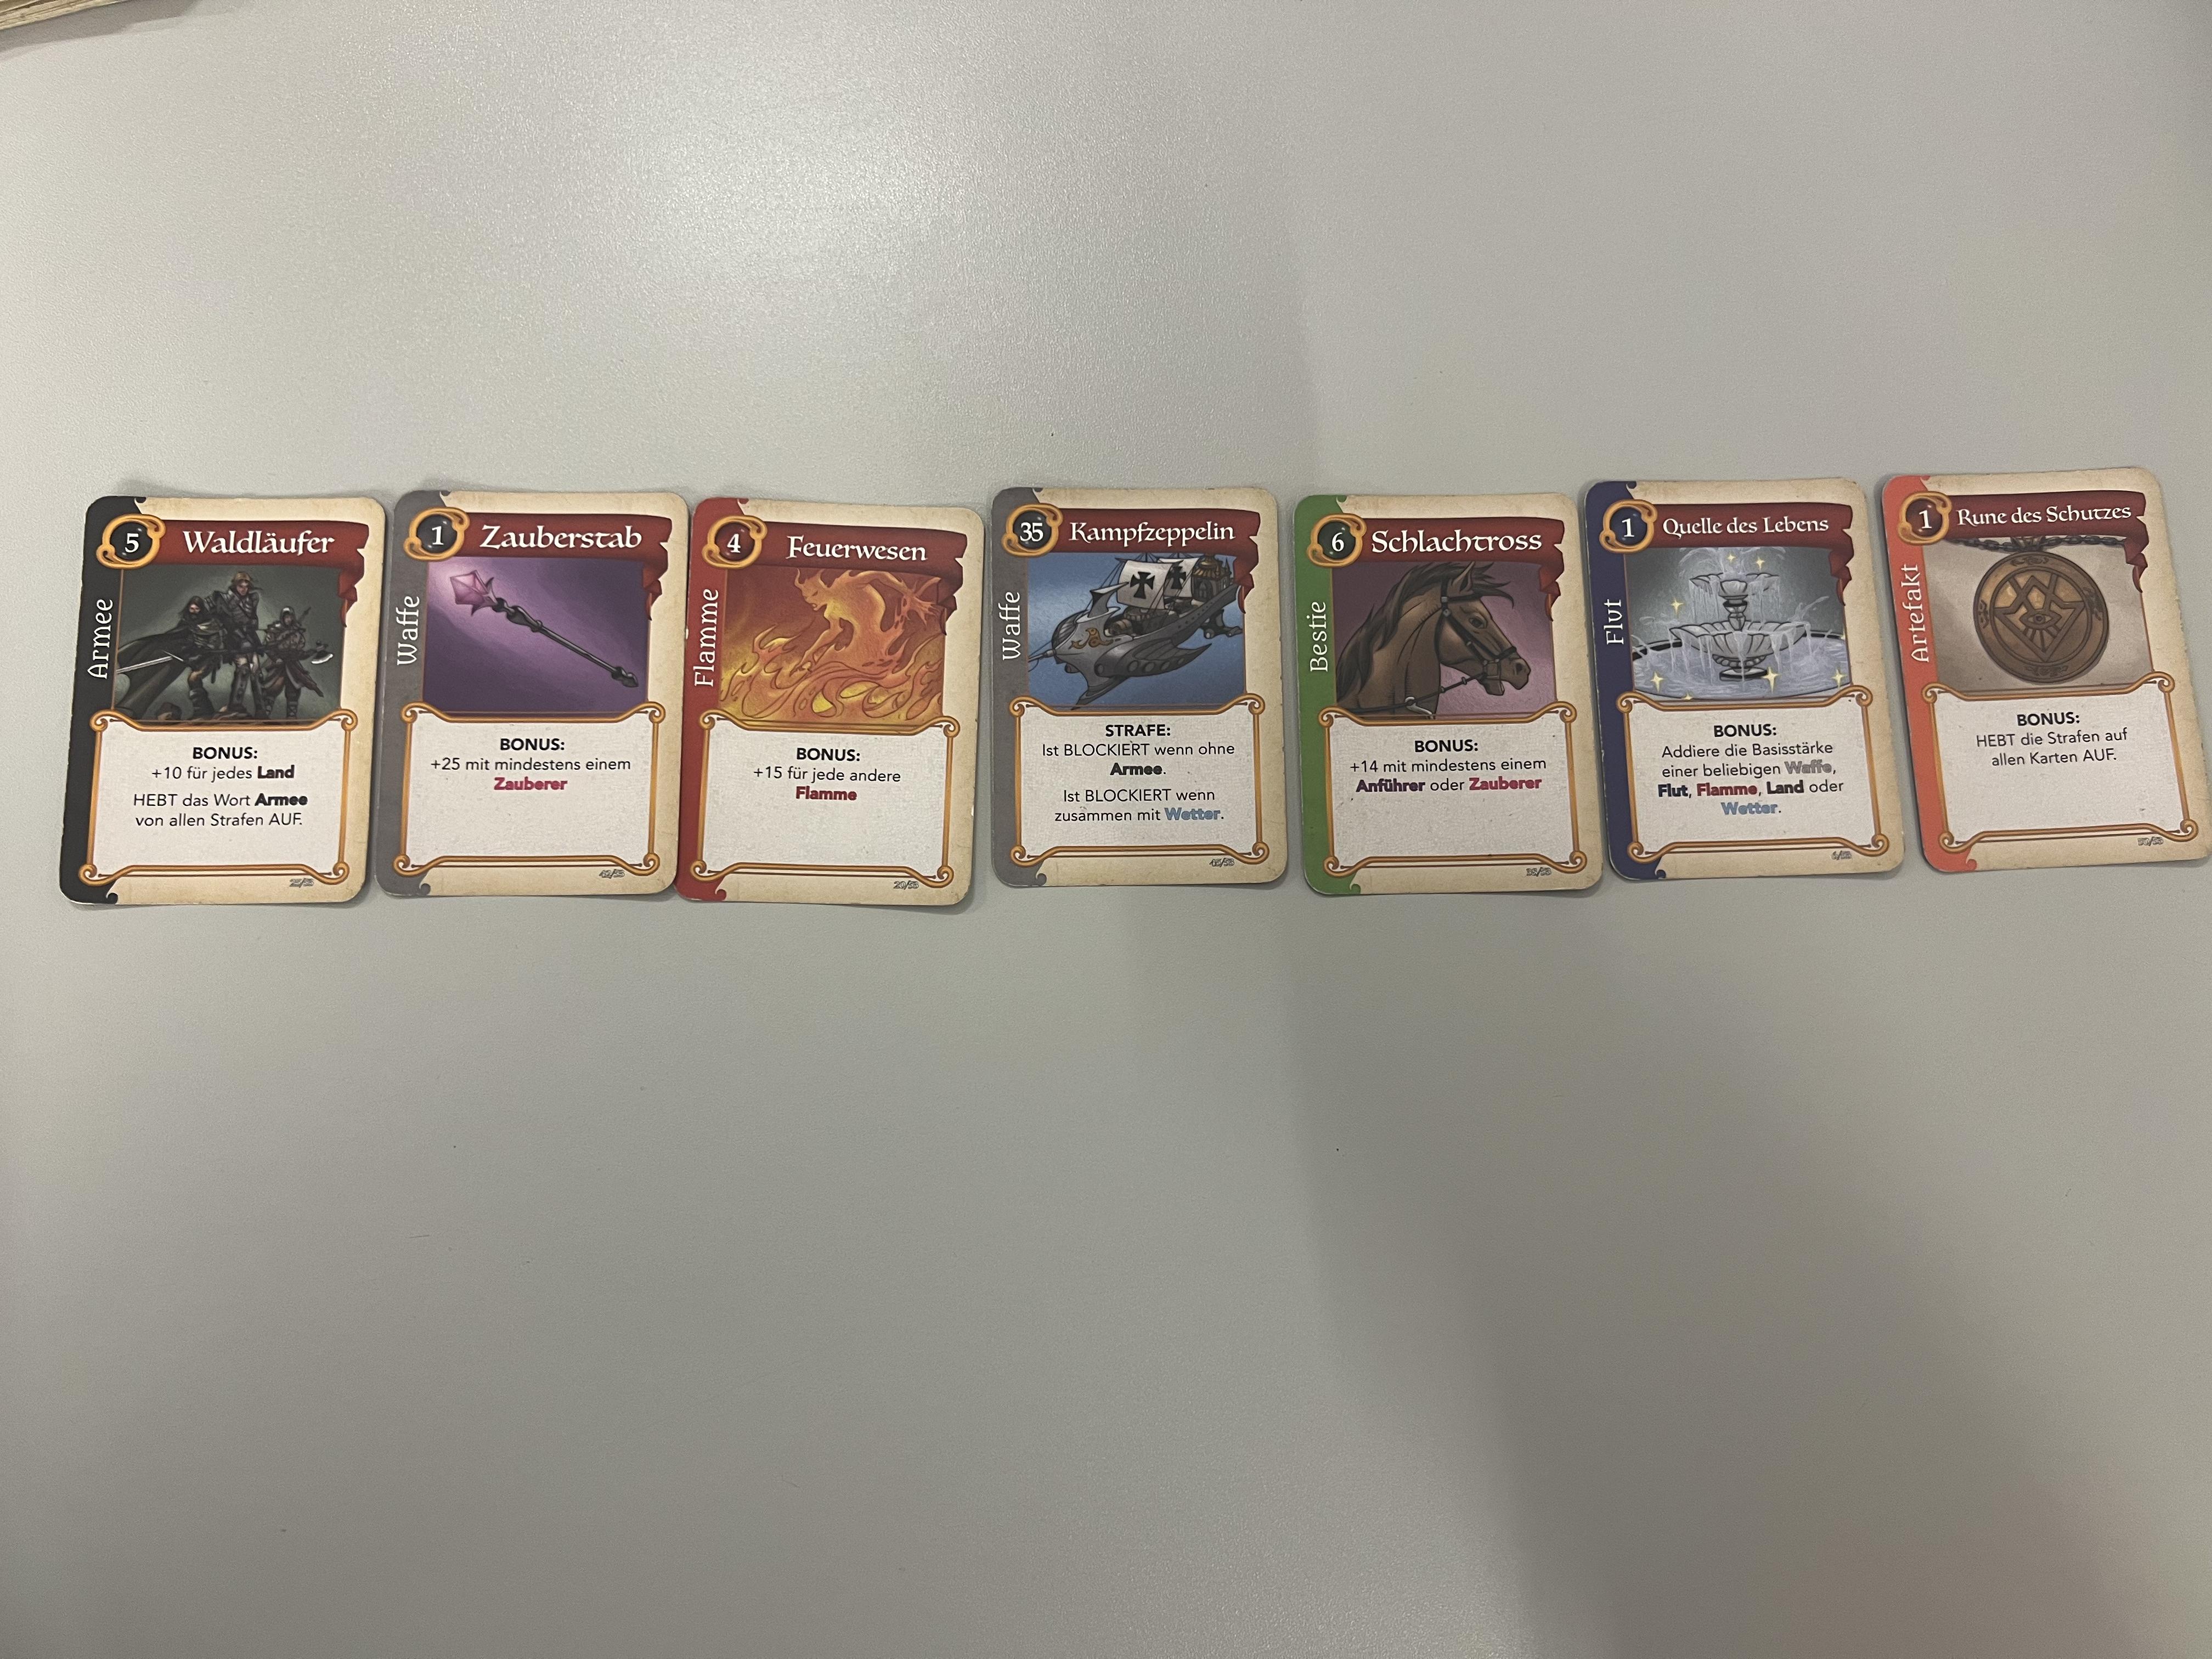 5
Waldläufer
Armee
BONUS:
+10 für jedes Land
HEBT das Wort Armee
von allen Strafen AUF.
1
Zauberstab
Waffe
BONUS:
+25 mit mindestens einem
Zauberer
4
Feuerwesen
Flamme
BONUS:
+15 für jede andere
Flamme
20/53
35
Kampfzeppelin
Waffe
STRAFE:
Ist BLOCKIERT wenn ohne
Armee.
Ist BLOCKIERT wenn
zusammen mit Wetter.
6
Schlachtross
Bestie
BONUS:
+14 mit mindestens einem
Anführer oder Zauberer
1
Quelle des Lebens
Flut
BONUS:
Addiere die Basisstärke
einer beliebigen Waffe,
Flut, Flamme, Land oder
Wetter.
1
Rune des Schutzes
Artefakt
BONUS:
HEBT die Strafen auf
allen Karten AUF.